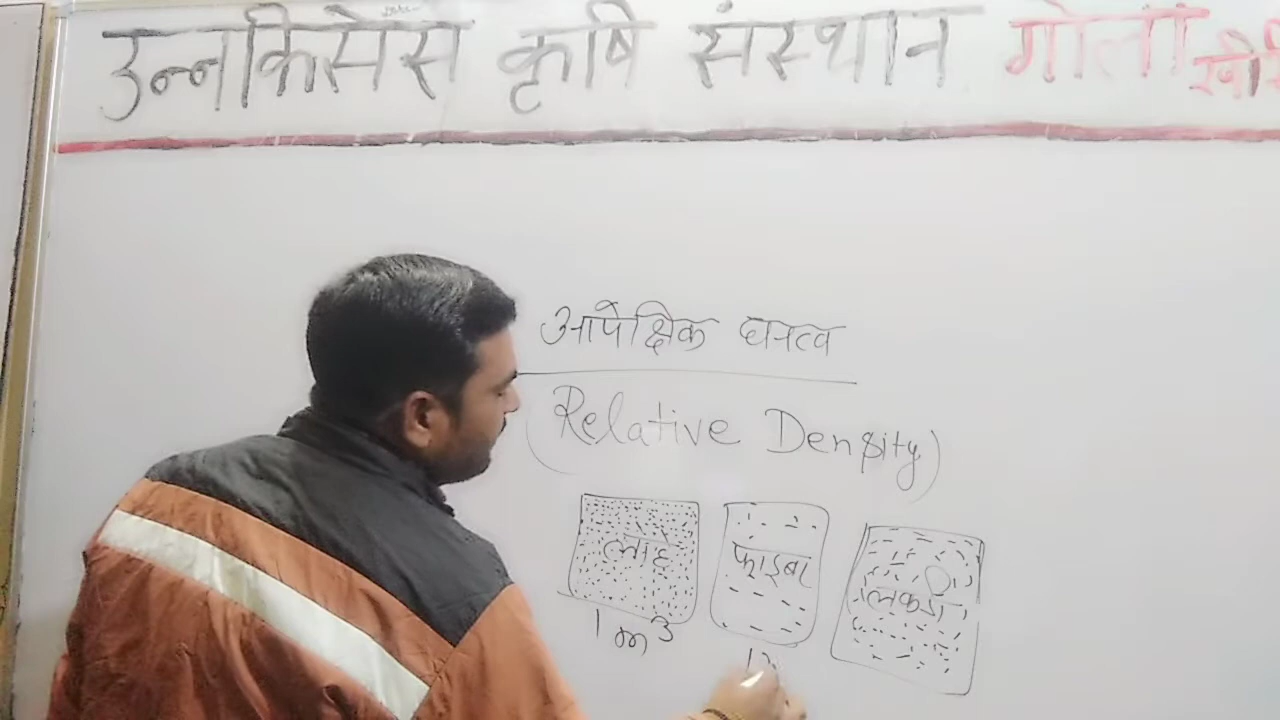 उन्नकिसेस कृषि संस्थान गोला
आपेक्षिक घनत्व
(Relative Density)
लोहे फाइबर लकड़ी
1 m³